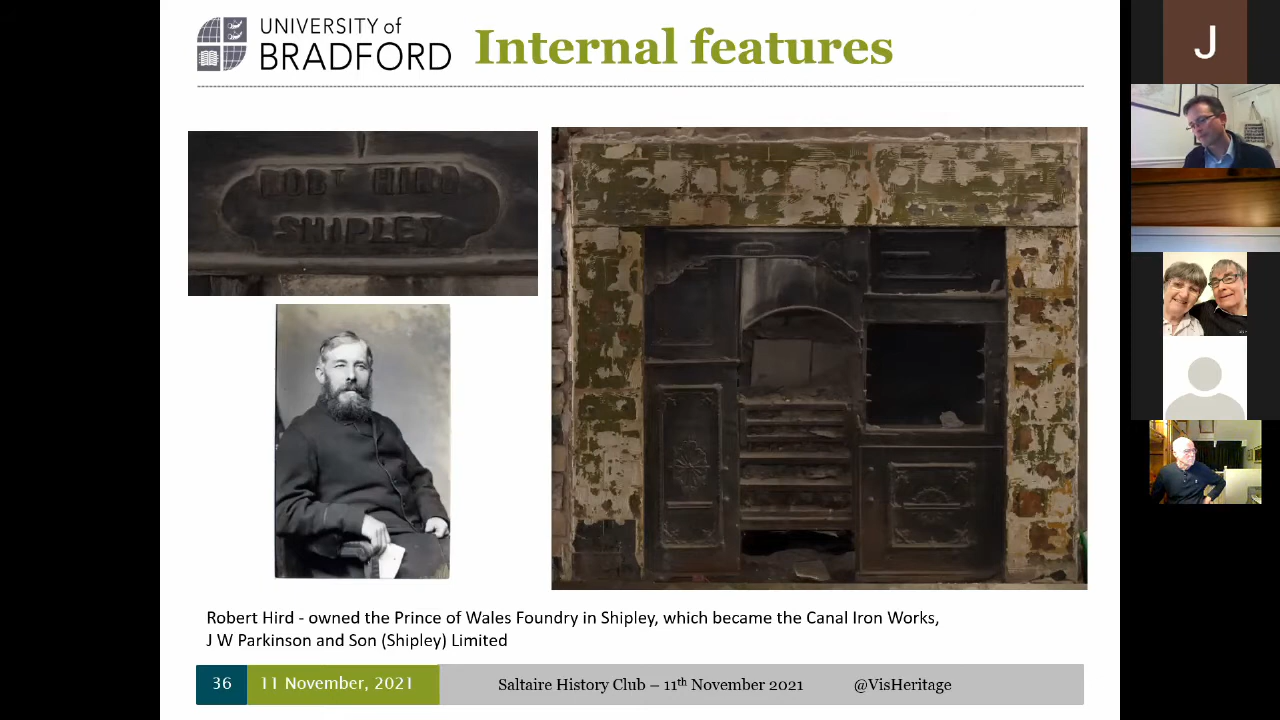 UNIVERSITY of
BRADFORD
Internal features
ROBT HIRD
SHIPLEY
Robert Hird - owned the Prince of Wales Foundry in Shipley, which became the Canal Iron Works,
J W Parkinson and Son (Shipley) Limited
36
11 November, 2021
Saltaire History Club – 11th November 2021
@VisHeritage
J